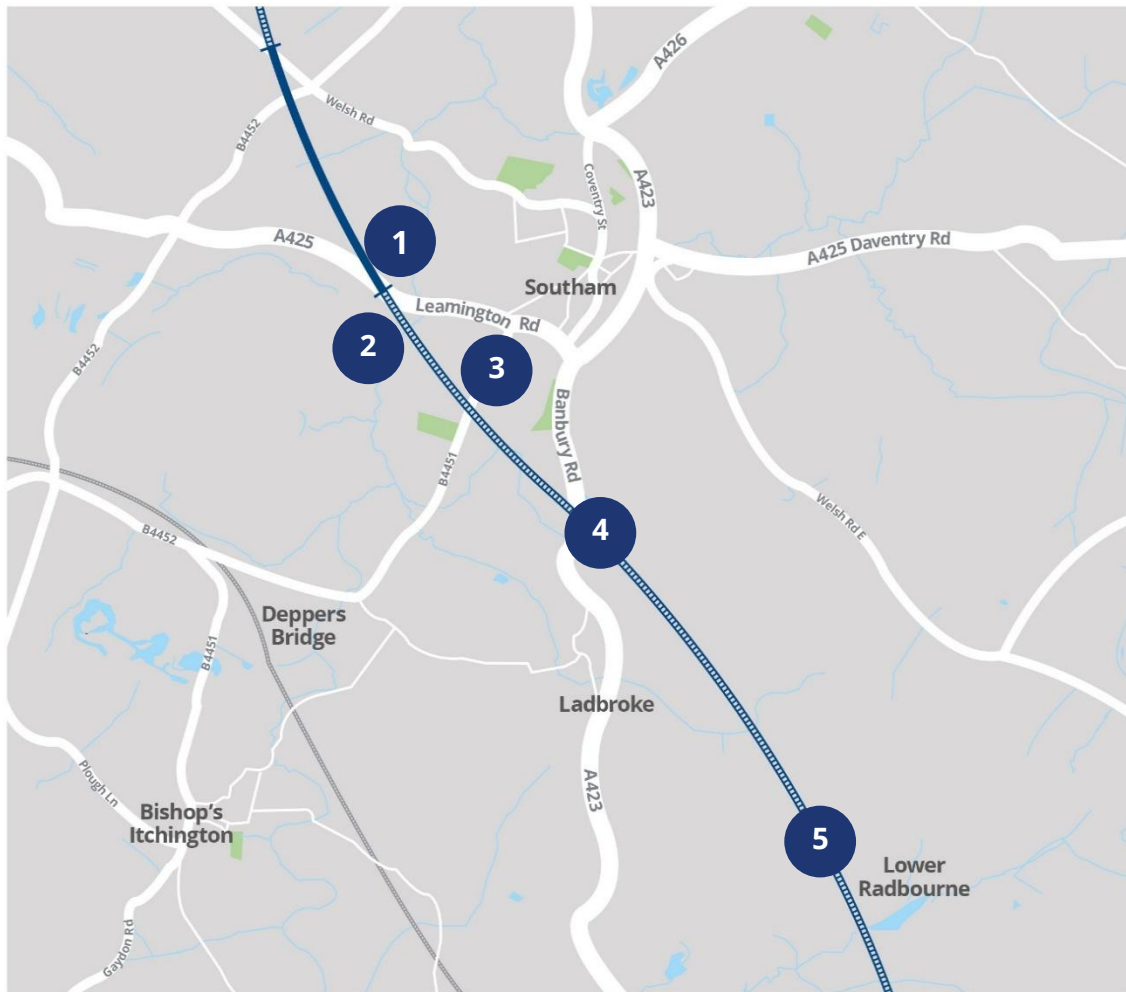 A426
Welsh Rd
B4452
A423
Coventry St
1
A425
A425 Daventry Rd
Southam
Leamington Rd
2
3
B4452
Banbury Rd
B4451
Welsh Rd E
4
B4452
Deppers
Bridge
B4451
Ladbroke
Plough Ln
A423
Bishop's
Itchington
5
Lower
Radbourne
Gaydon Rd